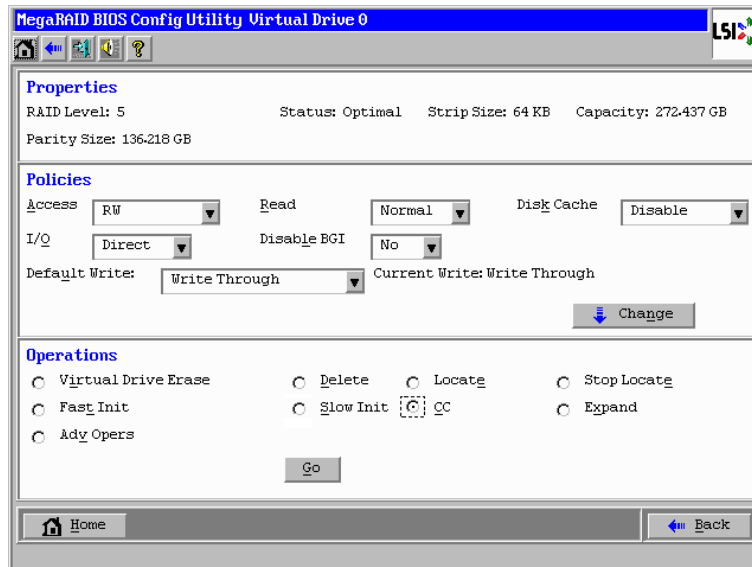 MegaRAID BIOS Config Utility Virtual Drive 0
LSI
Properties
RAID Level: 5 Status: Optimal Strip Size: 64 KB Capacity: 272.437 GB
Parity Size: 136.218 GB
Policies
Access RW Read Normal Disk Cache Disable
I/O Direct Disable BGI No
Default Write: Write Through Current Write: Write Through
Change
Operations
Virtual Drive Erase Delete Locate Stop Locate
Fast Init Slow Init CC Expand
Adv Opers
Go
Home Back